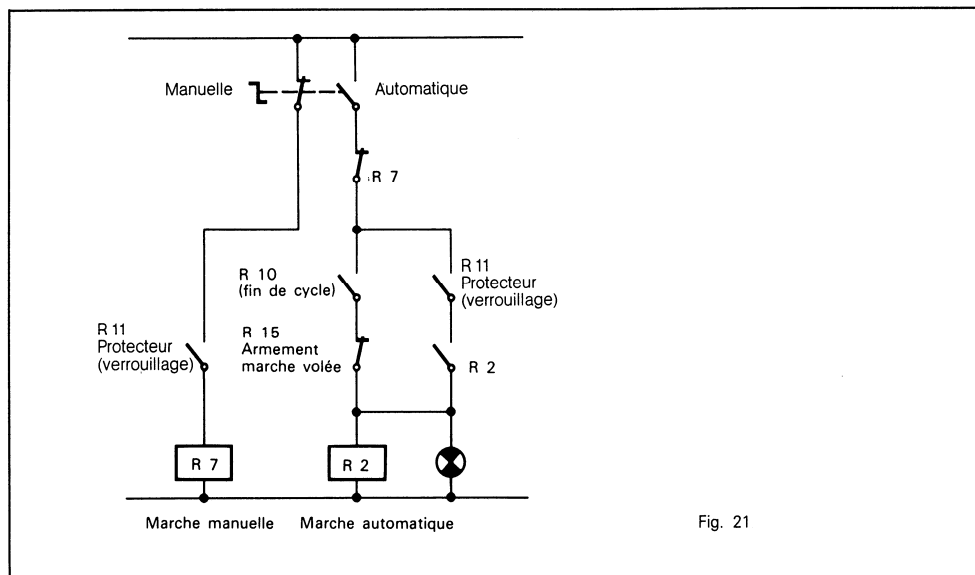 Manuelle
Automatique
R 7
R 10
(fin de cycle)
R 11
Protecteur
(verrouillage)
R 11
Protecteur
(verrouillage)
R 15
Armement
marche volée
R 2
R 7
R 2
Marche manuelle
Marche automatique
Fig. 21